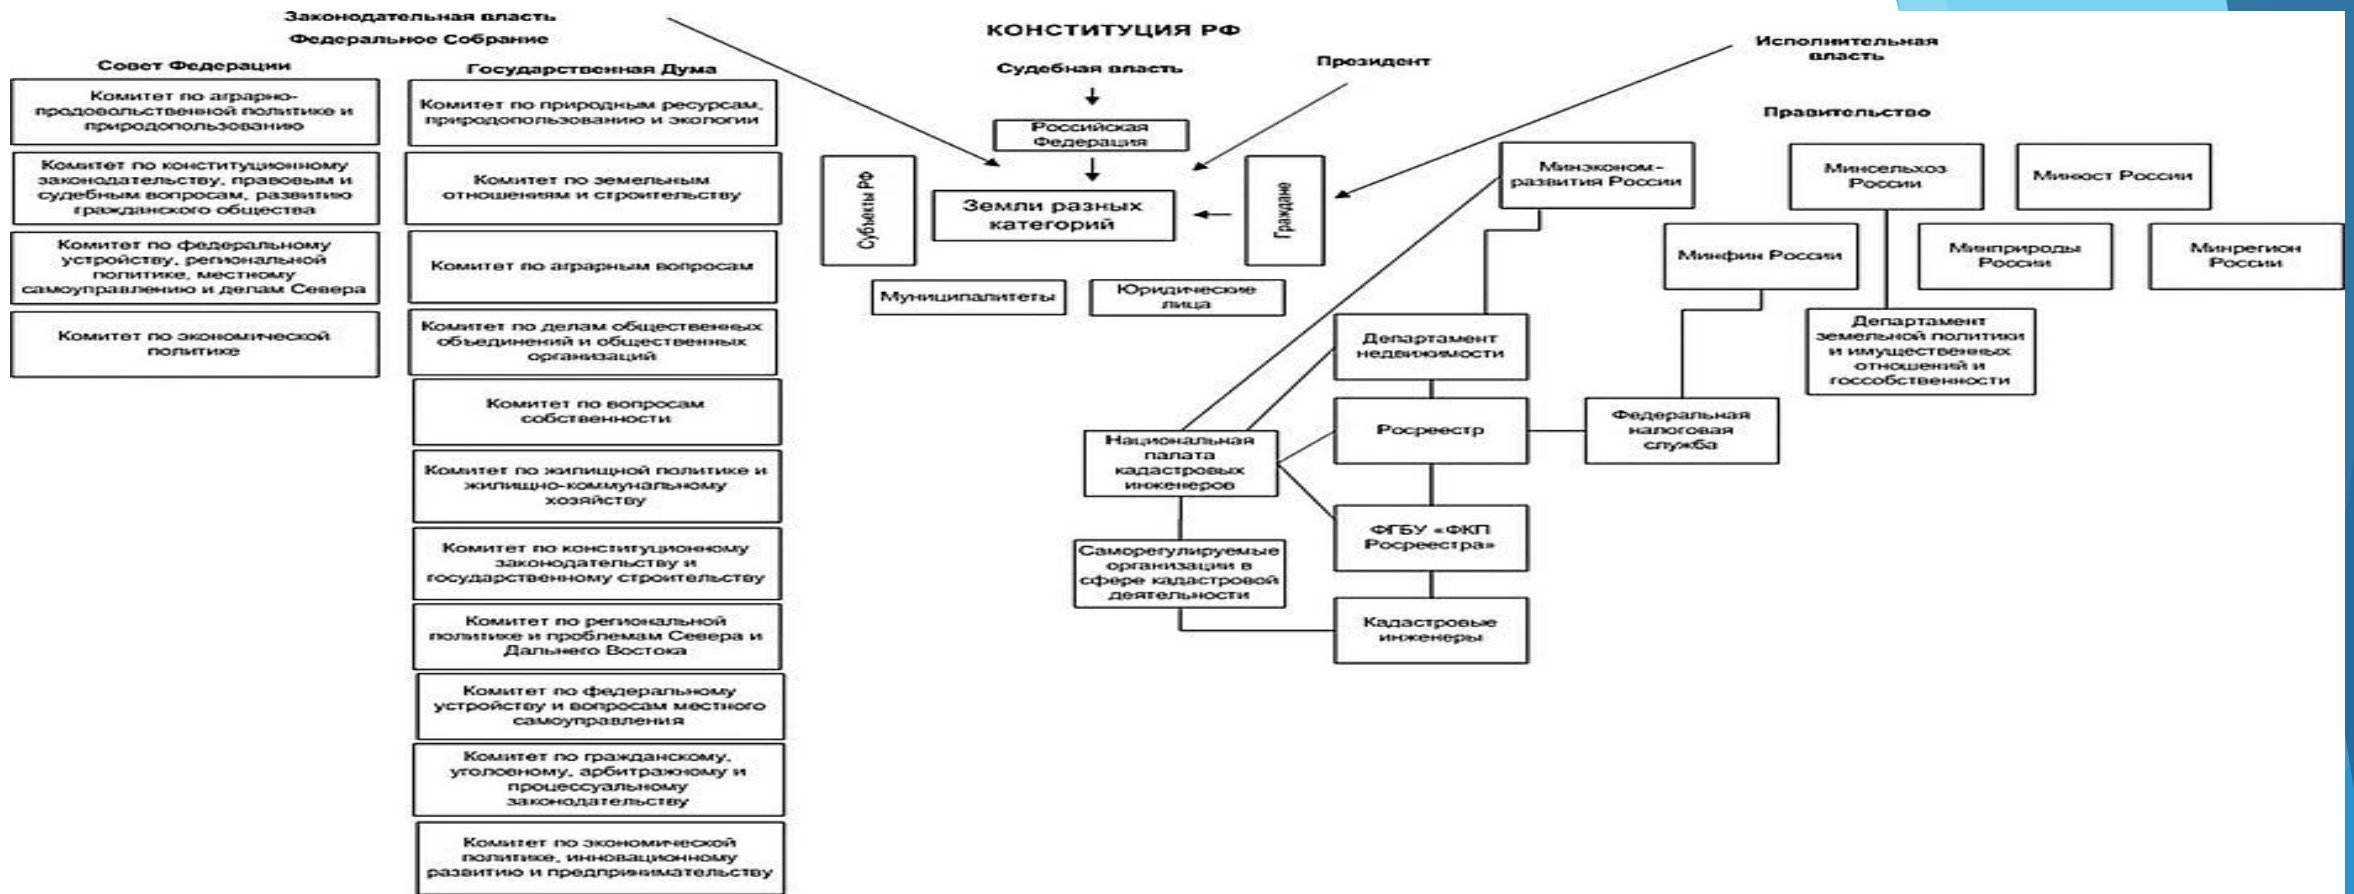 Законодательная власть
Федеральное Собрание
Совет Федерации
Комитет по аграрно-
продовольственной политике и
природопользованию
Комитет по конституционному
законодательству, правовым и
судебным вопросам, развитию
гражданского общества
Комитет по федеральному
устройству, региональной
политике, местному
самоуправлению и делам Севера
Комитет по экономической
политике
Государственная Дума
Комитет по природным ресурсам,
природопользованию и экологии
Комитет по земельным
отношениям и строительству
Комитет по аграрным вопросам
Комитет по делам общественных
объединений и общественных
организаций
Комитет по вопросам
собственности
Комитет по жилищной политике и
жилищно-коммунальному
хозяйству
Комитет по конституционному
законодательству и
государственному строительству
Комитет по региональной
политике и проблемам Севера и
Дальнего Востока
Комитет по федеральному
устройству и вопросам местного
самоуправления
Комитет по гражданскому,
уголовному, арбитражному и
процессуальному
законодательству
Комитет по экономической
политике, инновационному
развитию и предпринимательству
КОНСТИТУЦИЯ РФ
Судебная власть
Президент
Российская
Федерация
Субъекты РФ
Земли разных
категорий
Граждане
Муниципалитеты
Юридические
лица
Исполнительная
власть
Правительство
Минэконом-
развития России
Минсельхоз
России
Минюст России
Минфин России
Минприроды
России
Минрегион
России
Департамент
недвижимости
Департамент
земельной политики
и имущественных
отношений и
госсобственности
Росреестр
Федеральная
налоговая
служба
Национальная
палата
кадастровых
инженеров
ФГБУ «ФКП
Росреестра»
Саморегулируемые
организации в
сфере кадастровой
деятельности
Кадастровые
инженеры